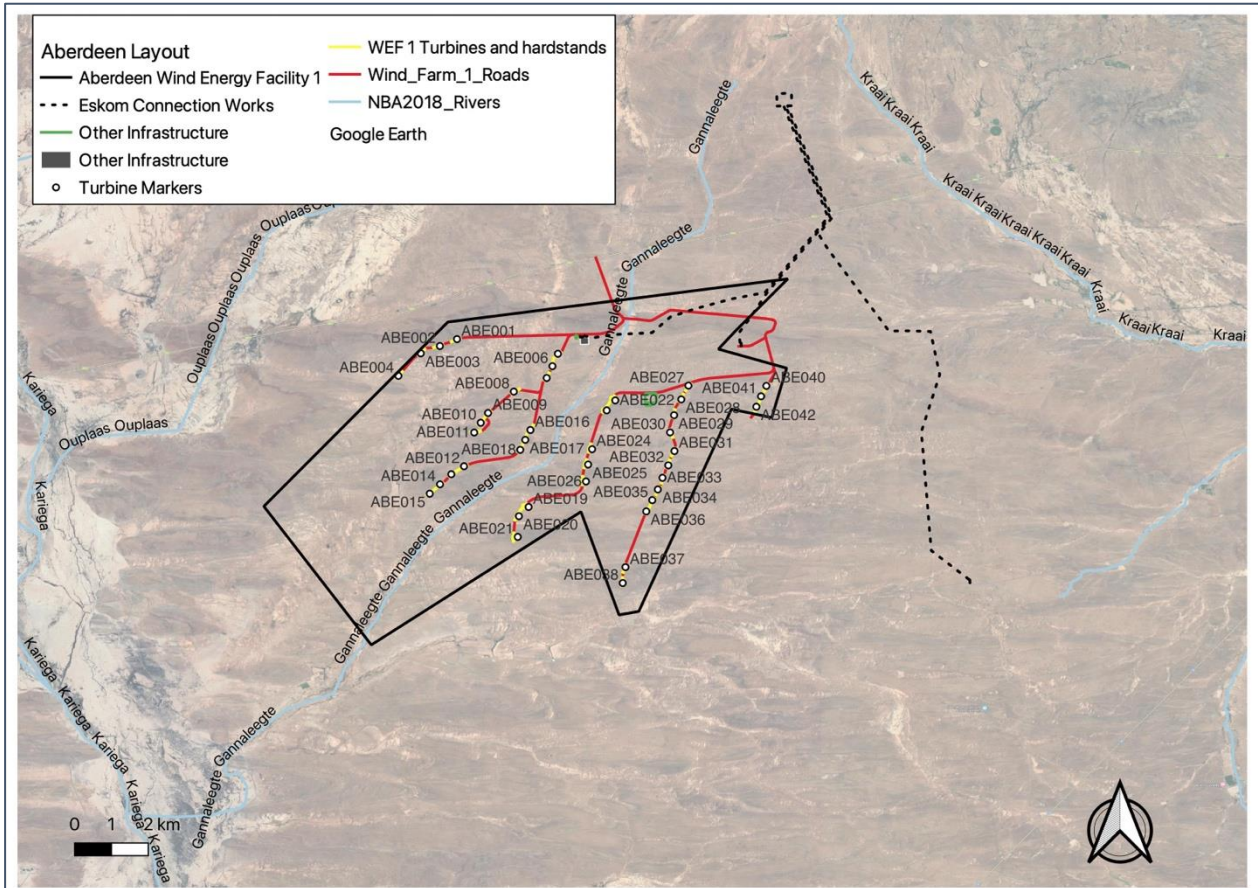 Aberdeen Layout
Aberdeen Wind Energy Facility 1
Eskom Connection Works
Other Infrastructure
Other Infrastructure
Turbine Markers
WEF 1 Turbines and hardstands
Wind_Farm_1_Roads
NBA2018_Rivers
Google Earth
Gannaleegte
Kraai Kraai Kraai
Kraai
Kraai Kraai Kraai Kraai Kraai
Kraai
Kraai Kraai
Kraai
Ouplaas Ouplaas Ouplaas Ouplaas
Ouplaas Ouplaas
Gannaleegte Gannaleegte
Gannaleegte
ABE001
ABE002
ABE003
ABE004
ABE006
ABE008
ABE009
ABE010
ABE011
ABE012
ABE014
ABE015
ABE016
ABE017
ABE018
ABE019
ABE020
ABE021
ABE022
ABE024
ABE025
ABE026
ABE027
ABE028
ABE029
ABE030
ABE031
ABE032
ABE033
ABE034
ABE035
ABE036
ABE037
ABE038
ABE040
ABE041
ABE042
Gannaleegte Gannaleegte Gannaleegte
Gannaleegte Gannaleegte
Kariega
Kariega
Kariega Kariega Kariega Kariega Kariega Kariega
0 1 2 km